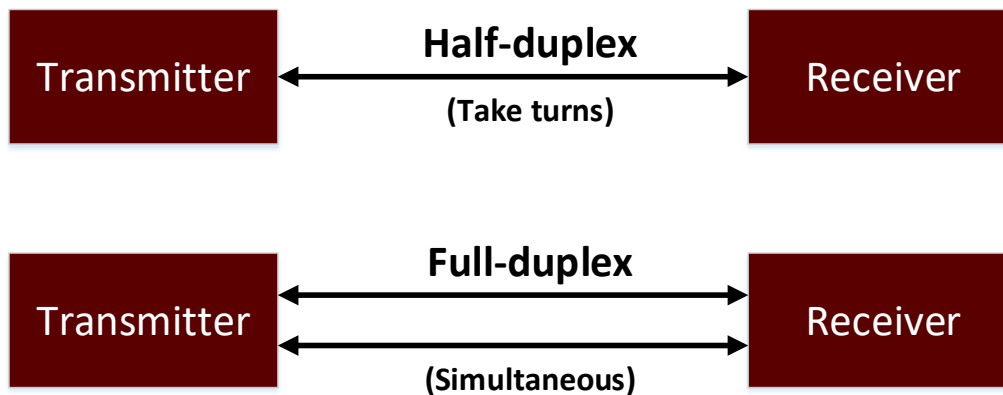 Half-duplex
Transmitter
Receiver
(Take turns)
Full-duplex
Transmitter
Receiver
(Simultaneous)